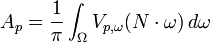 A_p = \frac{1}{\pi} \int_{\Omega} V_{p,\omega} (N \cdot \omega) \, d\omega